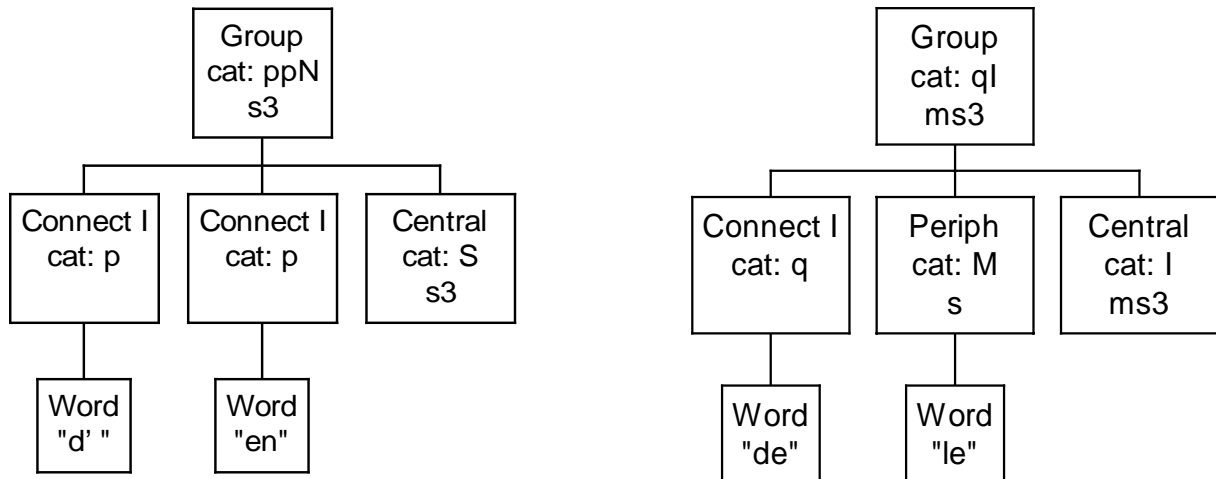 Group
cat: ppN
s3
Connect I
cat: p
Connect I
cat: p
Central
cat: S
s3
Word
"d’ "
Word
"en"
Group
cat: qI
ms3
Connect I
cat: q
Periph
cat: M
s
Central
cat: I
ms3
Word
"de"
Word
"le"